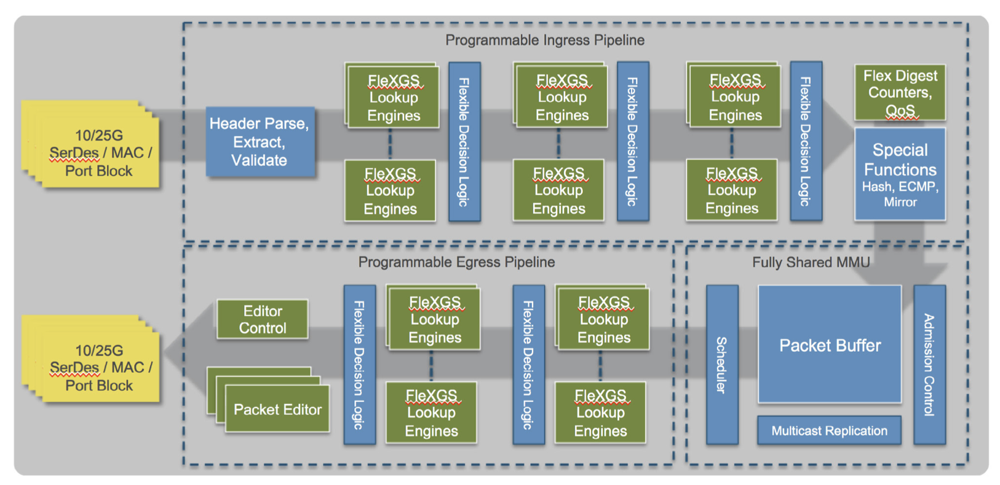 Programmable Ingress Pipeline
10/25G
SerDes / MAC /
Port Block
Header Parse,
Extract,
Validate
FleXGS
Lookup
Engines
FleXGS
Lookup
Engines
Flexible Decision Logic
FleXGS
Lookup
Engines
FleXGS
Lookup
Engines
Flexible Decision Logic
FleXGS
Lookup
Engines
FleXGS
Lookup
Engines
Flexible Decision Logic
Flex Digest
Counters,
QoS
Special
Functions
Hash, ECMP,
Mirror
Programmable Egress Pipeline
10/25G
SerDes / MAC /
Port Block
Editor
Control
Packet Editor
Flexible Decision Logic
FleXGS
Lookup
Engines
FleXGS
Lookup
Engines
Flexible Decision Logic
FleXGS
Lookup
Engines
FleXGS
Lookup
Engines
Fully Shared MMU
Scheduler
Packet Buffer
Multicast Replication
Admission Control